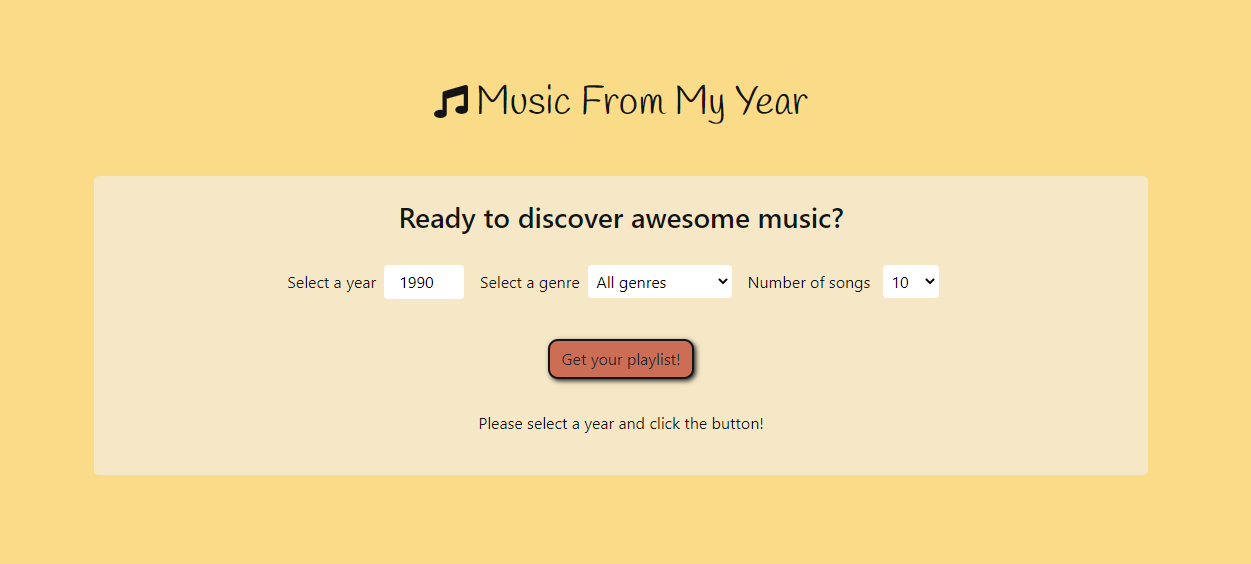 Music From My Year
Ready to discover awesome music?
Select a year 1990 Select a genre All genres Number of songs 10
Get your playlist!
Please select a year and click the button!